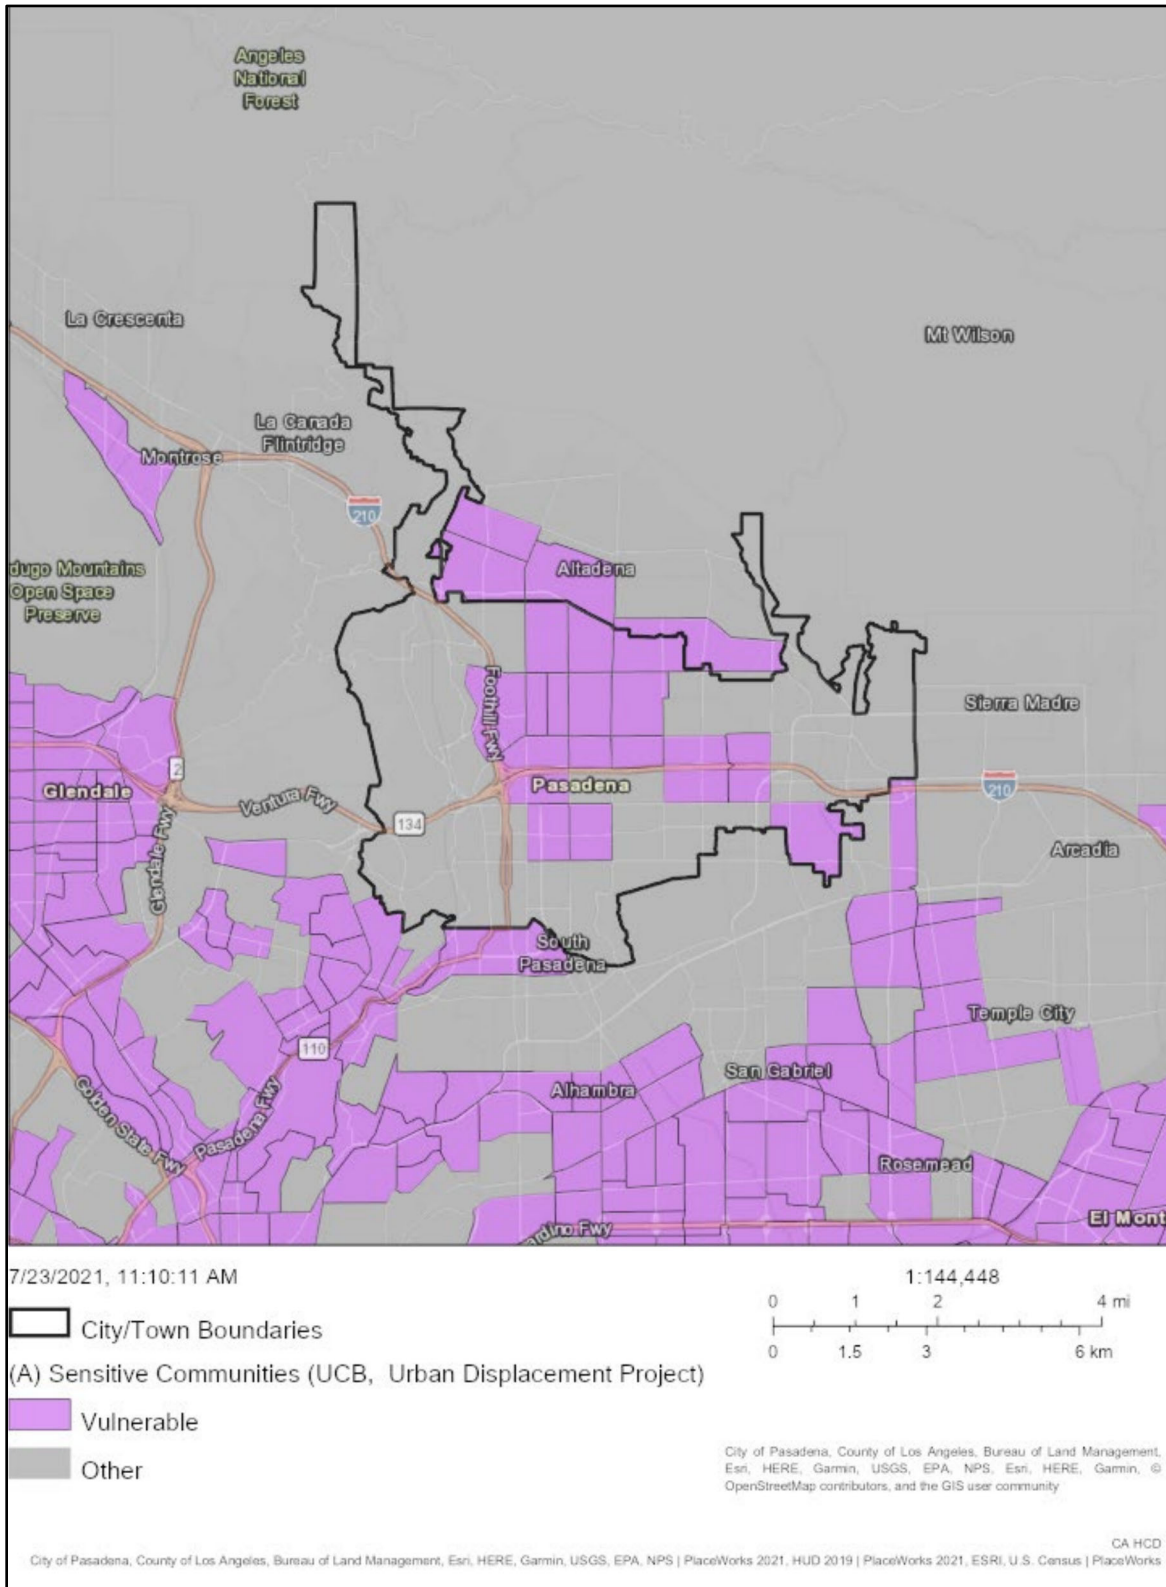 Angeles
National
Forest
La Crescenta
Mt Wilson
La Canada
Flintridge
Montrose
210
Altadena
dugo Mountains
Open Space
Preserve
Foothill Fwy
Sierra Madre
2
Glendale
Ventura Fwy
Pasadena
210
134
Glendale Fwy
Arcadia
South
Pasadena
Temple City
110
San Gabriel
Alhambra
Golden State Fwy
Pasadena Fwy
Rosemead
El Mont
ardino Fwy
7/23/2021, 11:10:11 AM
1:144,448
0 1 2 4 mi
0 1.5 3 6 km
City/Town Boundaries
(A) Sensitive Communities (UCB, Urban Displacement Project)
Vulnerable
Other
City of Pasadena, County of Los Angeles, Bureau of Land Management,
Esri, HERE, Garmin, USGS, EPA, NPS, Esri, HERE, Garmin, ©
OpenStreetMap contributors, and the GIS user community
CA HCD
City of Pasadena, County of Los Angeles, Bureau of Land Management, Esri, HERE, Garmin, USGS, EPA, NPS | PlaceWorks 2021, HUD 2019 | PlaceWorks 2021, ESRI, U.S. Census | PlaceWorks